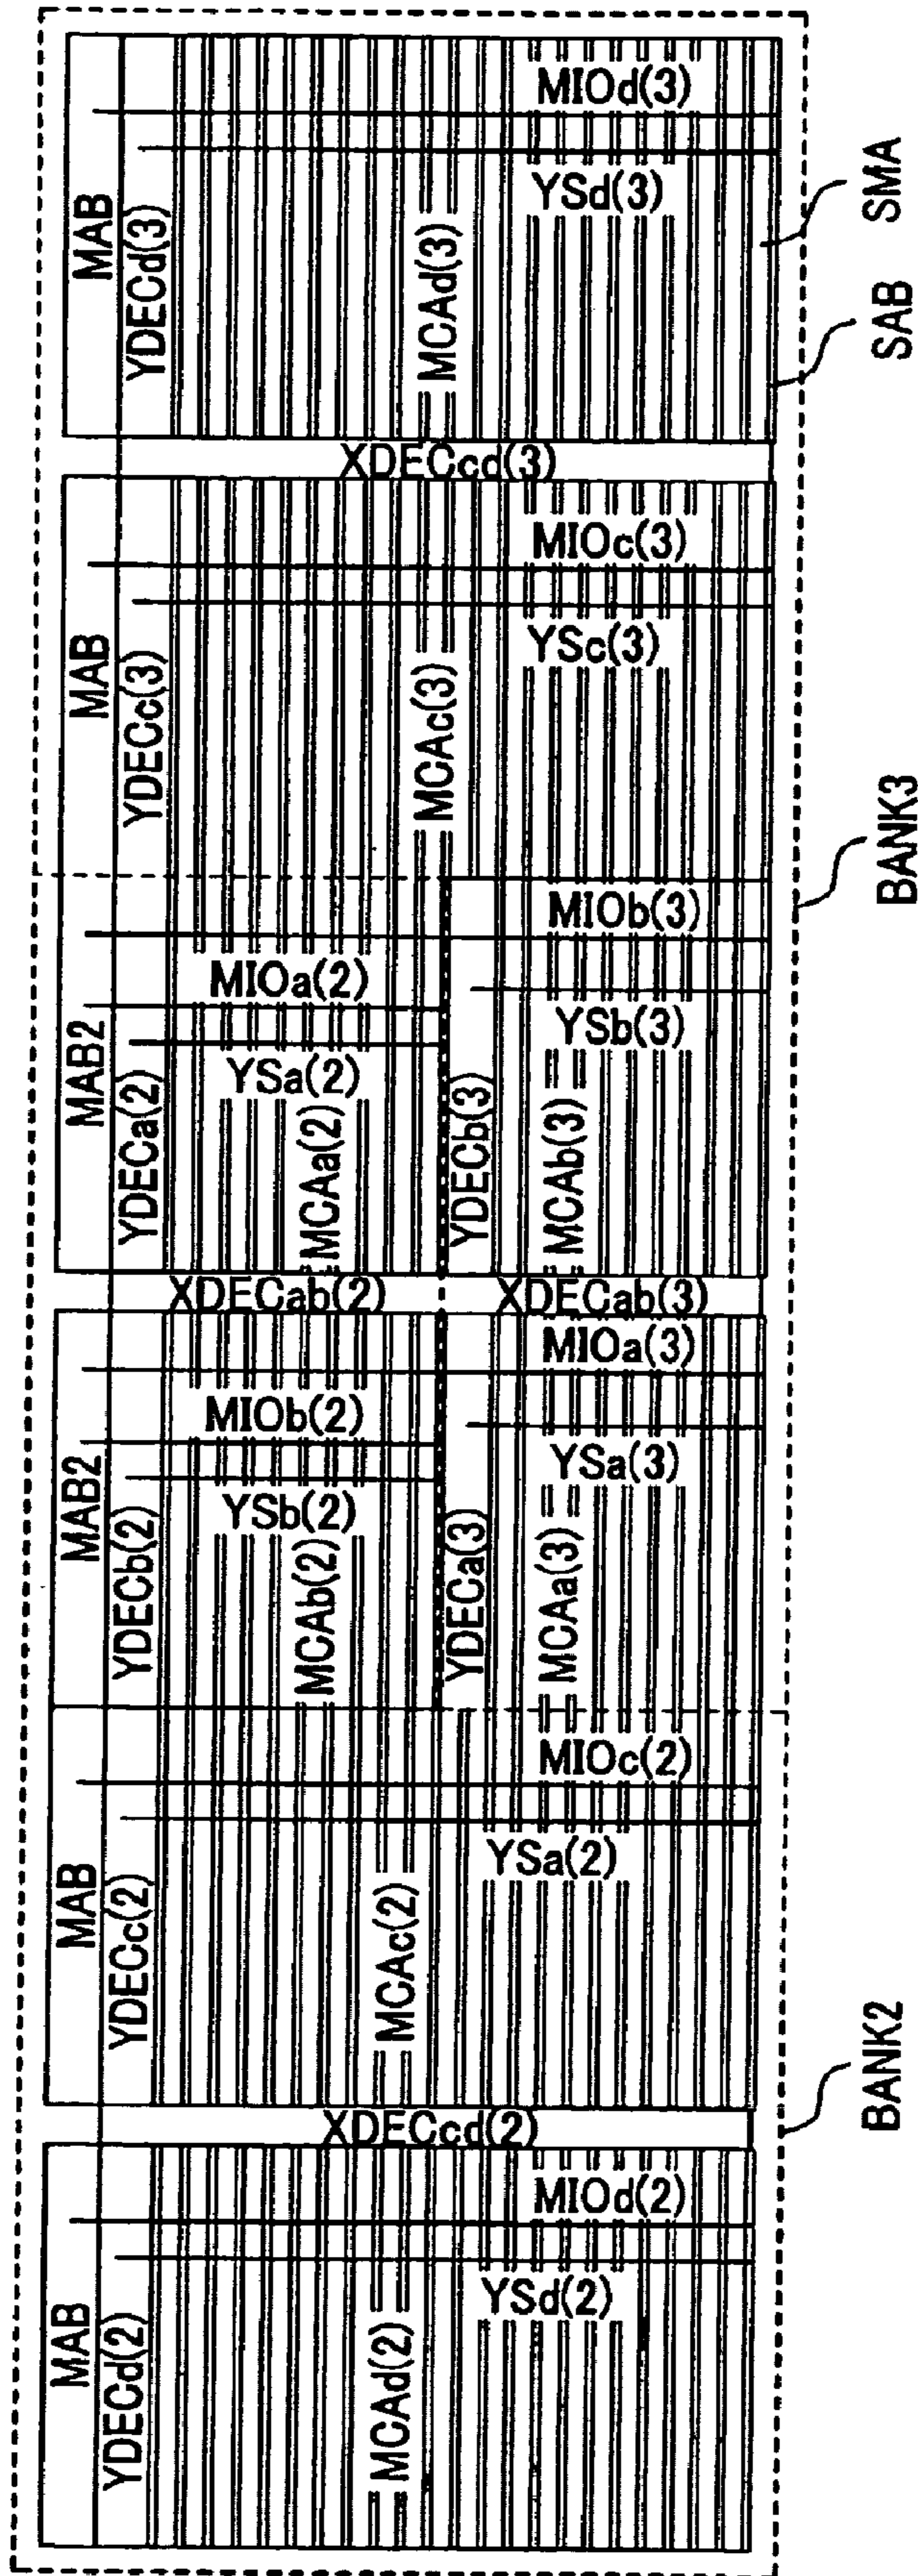 MAB
YDECd(3)
MCAd(3)
YSd(3)
MIOd(3)
SMA
SAB
XDECcd(3)
MAB
YDECc(3)
MCAc(3)
YSc(3)
MIOc(3)
BANK3
MAB2
YDECa(2)
MCAa(2)
YSa(2)
MIOa(2)
YDECb(3)
MCAb(3)
YSb(3)
MIOb(3)
XDECab(2)
XDECab(3)
MAB2
YDECb(2)
MCAb(2)
YSb(2)
MIOb(2)
YDECa(3)
MCAa(3)
YSa(3)
MIOa(3)
MAB
YDECc(2)
MCAc(2)
YSa(2)
MIOc(2)
BANK2
XDECcd(2)
MAB
YDECd(2)
MCAd(2)
YSd(2)
MIOd(2)